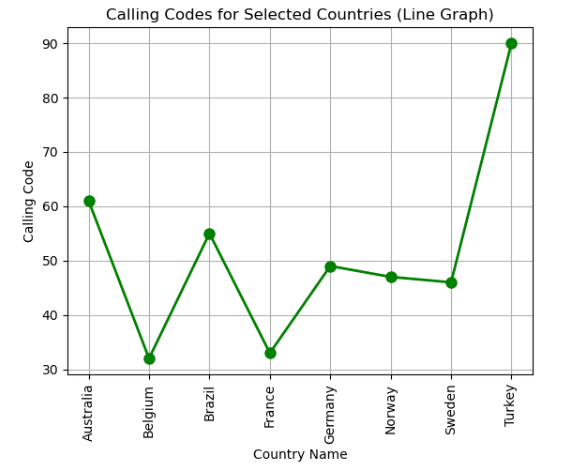 Calling Codes for Selected Countries (Line Graph)
90
80
70
60
50
40
30
Calling Code
Australia
Belgium
Brazil
France
Germany
Norway
Sweden
Turkey
Country Name